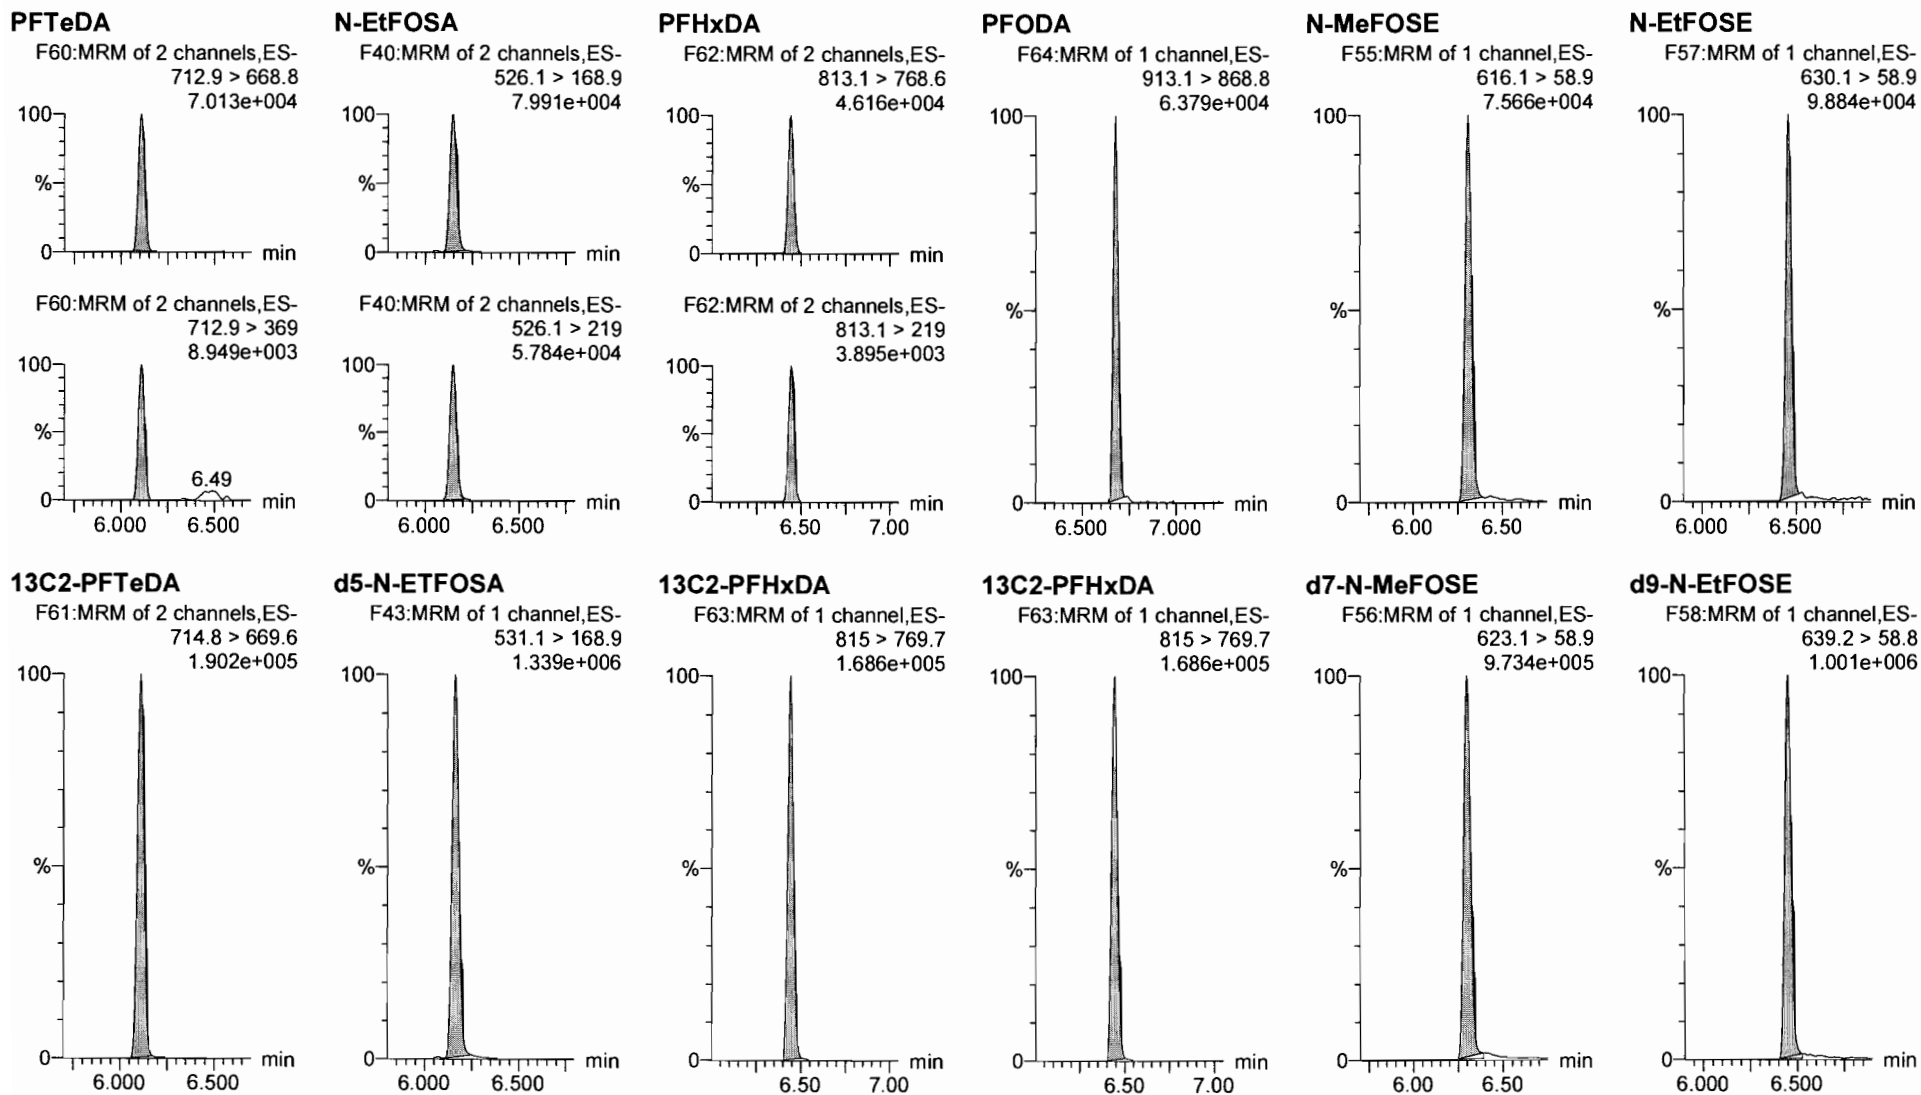 PFTeDA
F60:MRM of 2 channels,ES-
712.9 > 668.8
7.013e+004
100
%
0
min
F60:MRM of 2 channels,ES-
712.9 > 369
8.949e+003
100
%
6.49
0
min
6.000 6.500
N-EtFOSA
F40:MRM of 2 channels,ES-
526.1 > 168.9
7.991e+004
100
%
0
min
F40:MRM of 2 channels,ES-
526.1 > 219
5.784e+004
100
%
0
min
6.000 6.500
PFHxDA
F62:MRM of 2 channels,ES-
813.1 > 768.6
4.616e+004
100
%
0
min
F62:MRM of 2 channels,ES-
813.1 > 219
3.895e+003
100
%
0
min
6.50 7.00
PFODA
F64:MRM of 1 channel,ES-
913.1 > 868.8
6.379e+004
100
%
0
min
6.500 7.000
N-MeFOSE
F55:MRM of 1 channel,ES-
616.1 > 58.9
7.566e+004
100
%
0
min
6.00 6.50
N-EtFOSE
F57:MRM of 1 channel,ES-
630.1 > 58.9
9.884e+004
100
%
0
min
6.000 6.500
13C2-PFTeDA
F61:MRM of 2 channels,ES-
714.8 > 669.6
1.902e+005
100
%
0
min
6.000 6.500
d5-N-ETFOSA
F43:MRM of 1 channel,ES-
531.1 > 168.9
1.339e+006
100
%
0
min
6.000 6.500
13C2-PFHxDA
F63:MRM of 1 channel,ES-
815 > 769.7
1.686e+005
100
%
0
min
6.50 7.00
13C2-PFHxDA
F63:MRM of 1 channel,ES-
815 > 769.7
1.686e+005
100
%
0
min
6.50 7.00
d7-N-MeFOSE
F56:MRM of 1 channel,ES-
623.1 > 58.9
9.734e+005
100
%
0
min
6.00 6.50
d9-N-EtFOSE
F58:MRM of 1 channel,ES-
639.2 > 58.8
1.001e+006
100
%
0
min
6.000 6.500